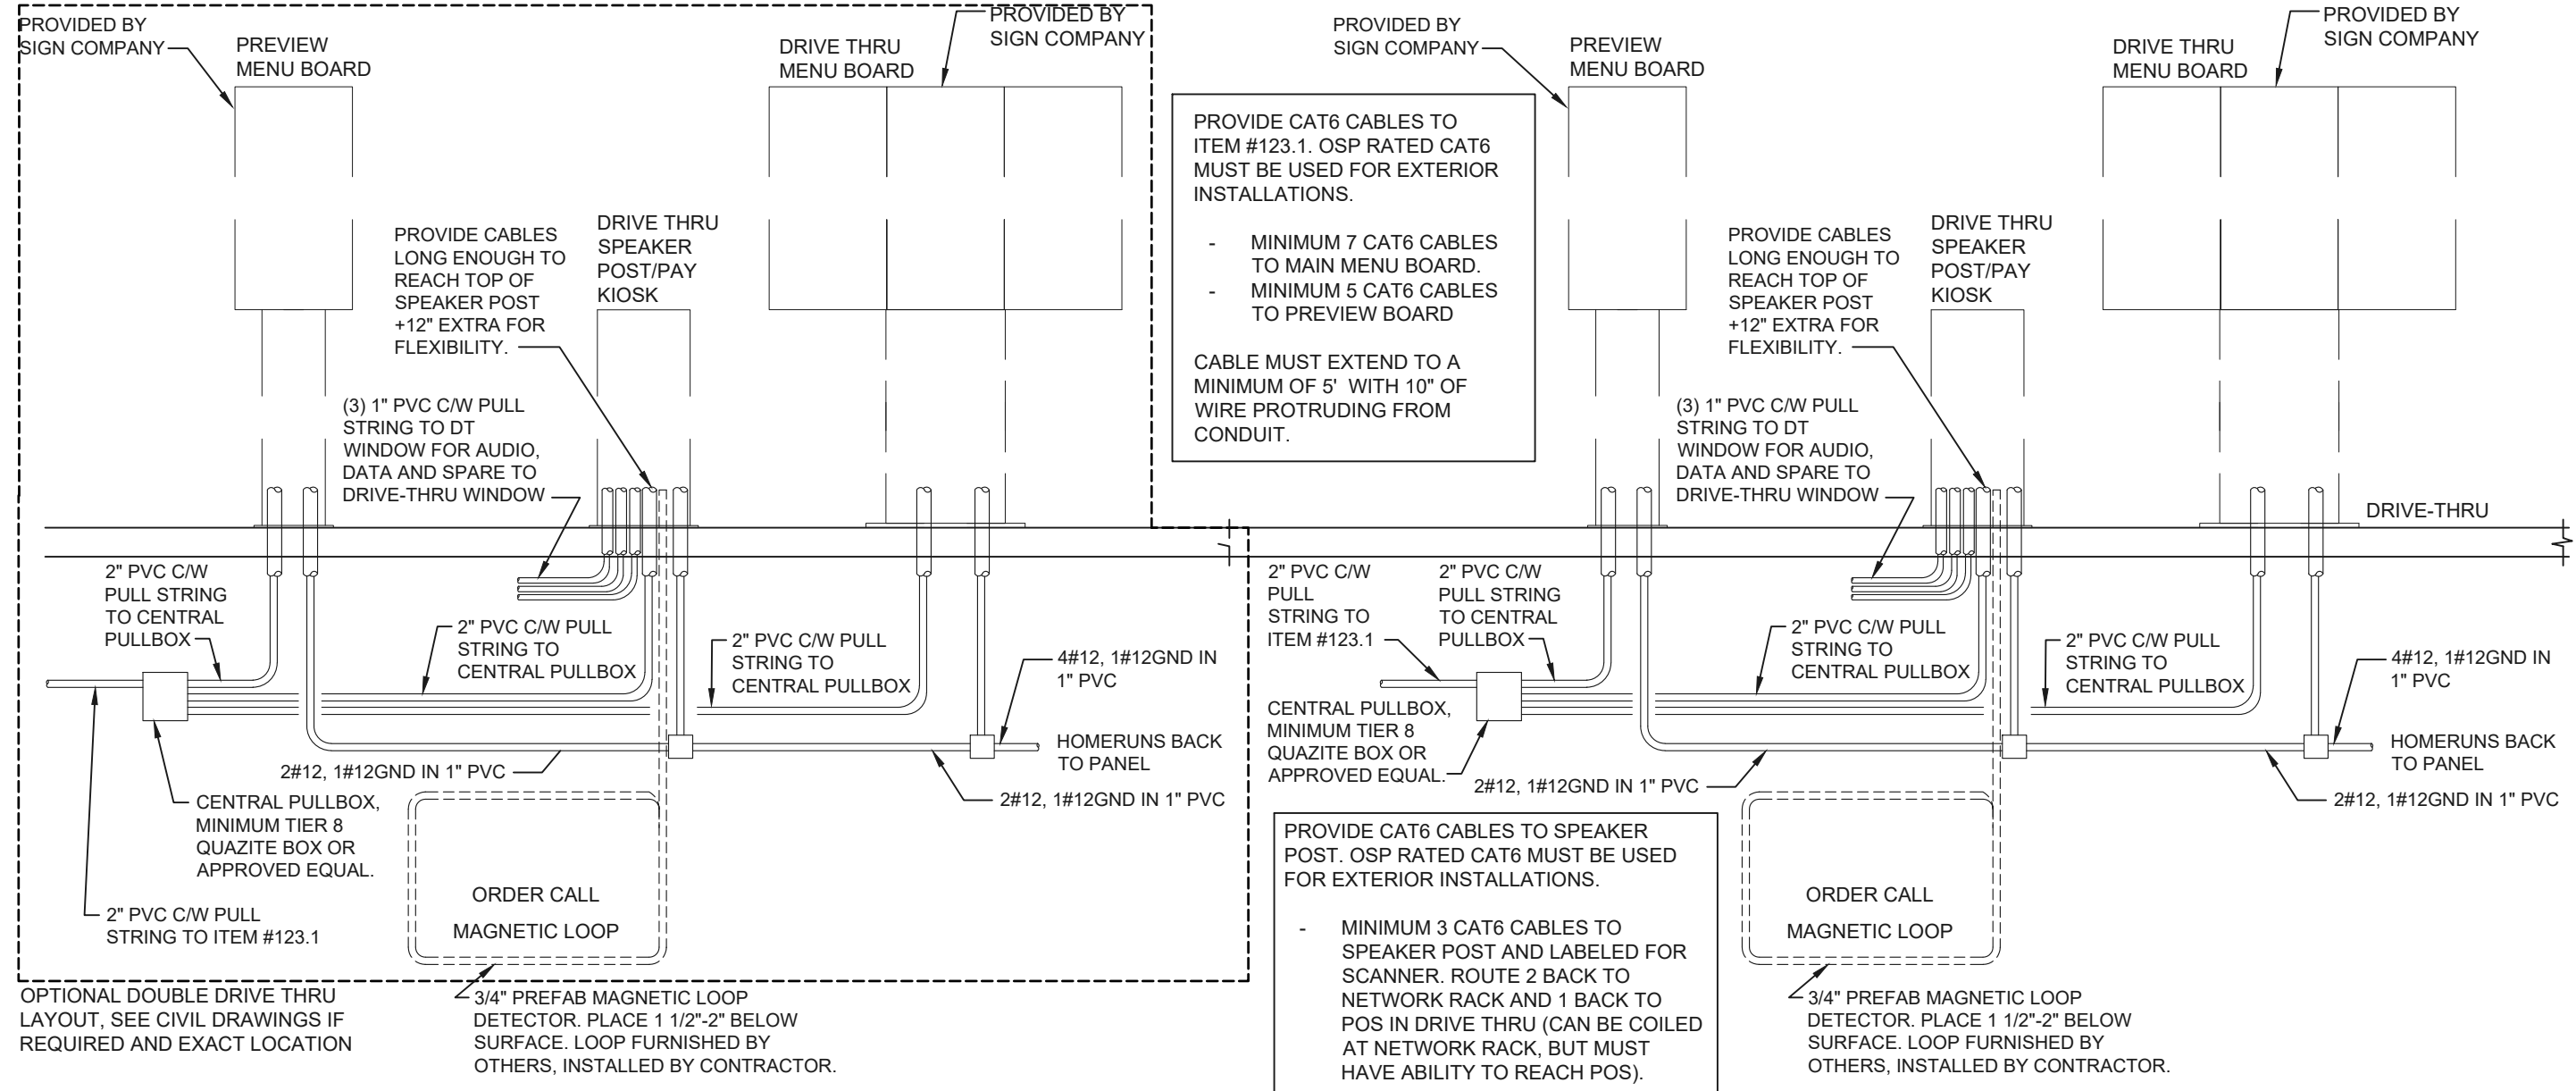 PROVIDED BY
SIGN COMPANY
PREVIEW
MENU BOARD
DRIVE THRU
MENU BOARD
PROVIDED BY
SIGN COMPANY
PROVIDE CABLES
LONG ENOUGH TO
REACH TOP OF
SPEAKER POST
+12" EXTRA FOR
FLEXIBILITY.
DRIVE THRU
SPEAKER
POST/PAY
KIOSK
(3) 1" PVC C/W PULL
STRING TO DT
WINDOW FOR AUDIO,
DATA AND SPARE TO
DRIVE-THRU WINDOW
2" PVC C/W
PULL STRING
TO CENTRAL
PULLBOX
2" PVC C/W PULL
STRING TO
CENTRAL PULLBOX
2" PVC C/W PULL
STRING TO
CENTRAL PULLBOX
4#12, 1#12GND IN
1" PVC
HOMERUNS BACK
TO PANEL
2#12, 1#12GND IN 1" PVC
2#12, 1#12GND IN 1" PVC
CENTRAL PULLBOX,
MINIMUM TIER 8
QUAZITE BOX OR
APPROVED EQUAL.
2" PVC C/W PULL
STRING TO ITEM #123.1
ORDER CALL
MAGNETIC LOOP
OPTIONAL DOUBLE DRIVE THRU
LAYOUT, SEE CIVIL DRAWINGS IF
REQUIRED AND EXACT LOCATION
3/4" PREFAB MAGNETIC LOOP
DETECTOR. PLACE 1 1/2"-2" BELOW
SURFACE. LOOP FURNISHED BY
OTHERS, INSTALLED BY CONTRACTOR.
PROVIDE CAT6 CABLES TO
ITEM #123.1. OSP RATED CAT6
MUST BE USED FOR EXTERIOR
INSTALLATIONS.
- MINIMUM 7 CAT6 CABLES
TO MAIN MENU BOARD.
- MINIMUM 5 CAT6 CABLES
TO PREVIEW BOARD
CABLE MUST EXTEND TO A
MINIMUM OF 5' WITH 10" OF
WIRE PROTRUDING FROM
CONDUIT.
PROVIDED BY
SIGN COMPANY
PREVIEW
MENU BOARD
DRIVE THRU
MENU BOARD
PROVIDED BY
SIGN COMPANY
PROVIDE CABLES
LONG ENOUGH TO
REACH TOP OF
SPEAKER POST
+12" EXTRA FOR
FLEXIBILITY.
DRIVE THRU
SPEAKER
POST/PAY
KIOSK
(3) 1" PVC C/W PULL
STRING TO DT
WINDOW FOR AUDIO,
DATA AND SPARE TO
DRIVE-THRU WINDOW
DRIVE-THRU
2" PVC C/W
PULL
STRING TO
ITEM #123.1
2" PVC C/W
PULL STRING
TO CENTRAL
PULLBOX
2" PVC C/W PULL
STRING TO
CENTRAL PULLBOX
2" PVC C/W PULL
STRING TO
CENTRAL PULLBOX
4#12, 1#12GND IN
1" PVC
CENTRAL PULLBOX,
MINIMUM TIER 8
QUAZITE BOX OR
APPROVED EQUAL.
HOMERUNS BACK
TO PANEL
2#12, 1#12GND IN 1" PVC
2#12, 1#12GND IN 1" PVC
PROVIDE CAT6 CABLES TO SPEAKER
POST. OSP RATED CAT6 MUST BE USED
FOR EXTERIOR INSTALLATIONS.
- MINIMUM 3 CAT6 CABLES TO
SPEAKER POST AND LABELED FOR
SCANNER. ROUTE 2 BACK TO
NETWORK RACK AND 1 BACK TO
POS IN DRIVE THRU (CAN BE COILED
AT NETWORK RACK, BUT MUST
HAVE ABILITY TO REACH POS).
ORDER CALL
MAGNETIC LOOP
3/4" PREFAB MAGNETIC LOOP
DETECTOR. PLACE 1 1/2"-2" BELOW
SURFACE. LOOP FURNISHED BY
OTHERS, INSTALLED BY CONTRACTOR.